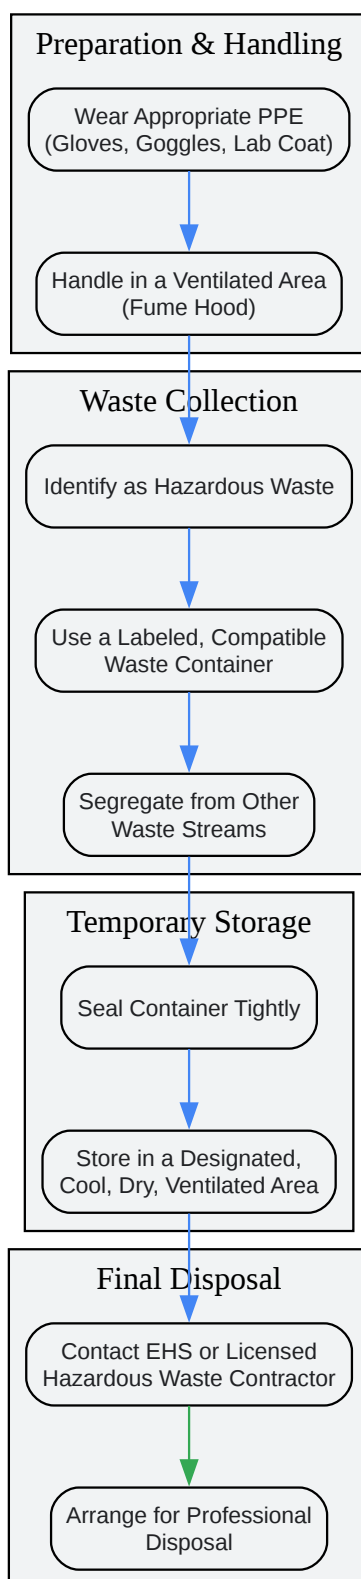 Preparation & Handling
Wear Appropriate PPE
(Gloves, Goggles, Lab Coat)
Handle in a Ventilated Area
(Fume Hood)
Waste Collection
Identify as Hazardous Waste
Use a Labeled, Compatible
Waste Container
Segregate from Other
Waste Streams
Temporary Storage
Seal Container Tightly
Store in a Designated,
Cool, Dry, Ventilated Area
Final Disposal
Contact EHS or Licensed
Hazardous Waste Contractor
Arrange for Professional
Disposal